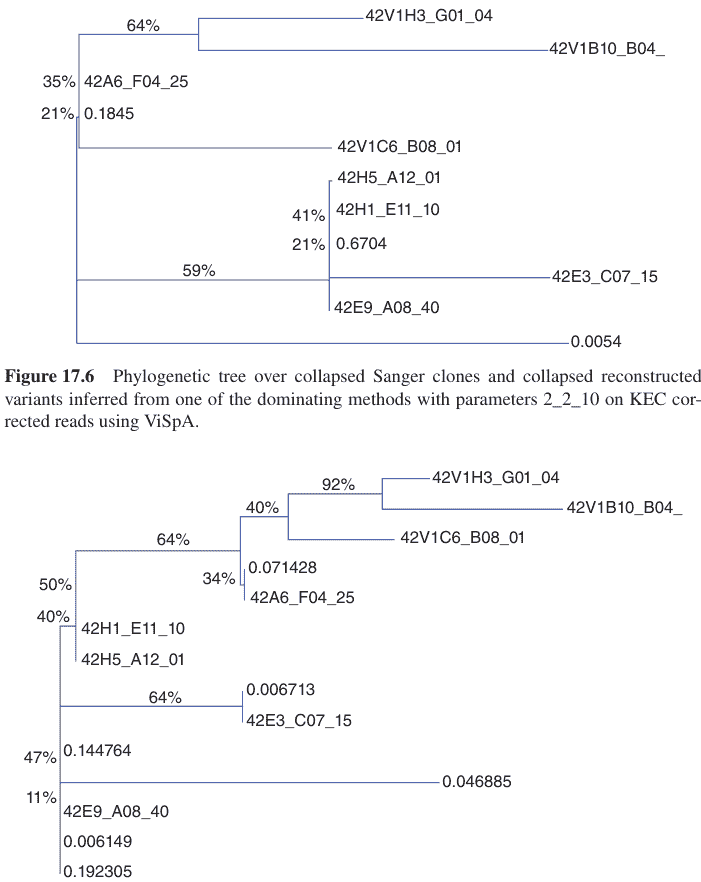 64%
42V1H3_G01_04
42V1B10_B04_
35%
42A6_F04_25
21%
0.1845
42V1C6_B08_01
42H5_A12_01
41%
42H1_E11_10
21%
0.6704
59%
42E3_C07_15
42E9_A08_40
0.0054
Figure 17.6 Phylogenetic tree over collapsed Sanger clones and collapsed reconstructed
variants inferred from one of the dominating methods with parameters 2_2_10 on KEC cor-
rected reads using ViSpA.
92%
42V1H3_G01_04
40%
42V1B10_B04_
64%
42V1C6_B08_01
0.071428
34%
50%
42A6_F04_25
40%
42H1_E11_10
42H5_A12_01
64%
0.006713
42E3_C07_15
47%
0.144764
0.046885
11%
42E9_A08_40
0.006149
0.192305